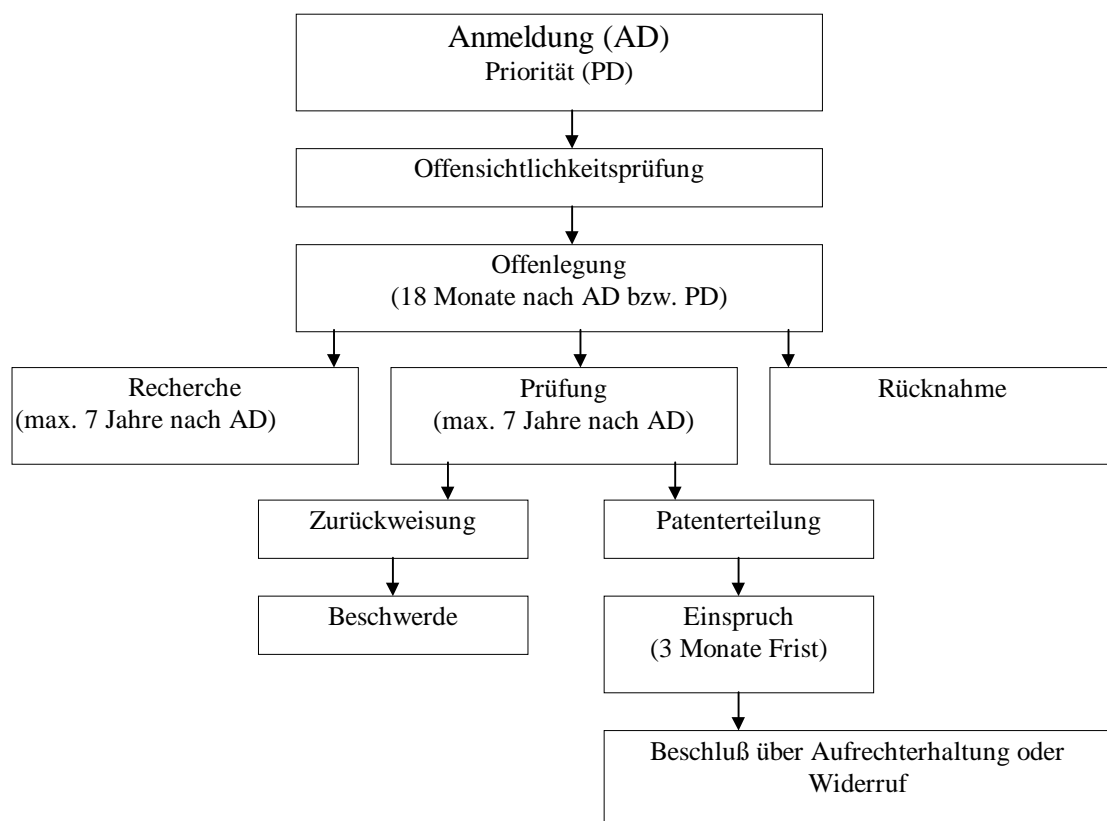 Anmeldung (AD)
Priorität (PD)
Offensichtlichkeitsprüfung
Offenlegung
(18 Monate nach AD bzw. PD)
Recherche
(max. 7 Jahre nach AD)
Prüfung
(max. 7 Jahre nach AD)
Rücknahme
Zurückweisung
Patenterteilung
Beschwerde
Einspruch
(3 Monate Frist)
Beschluß über Aufrechterhaltung oder
Widerruf